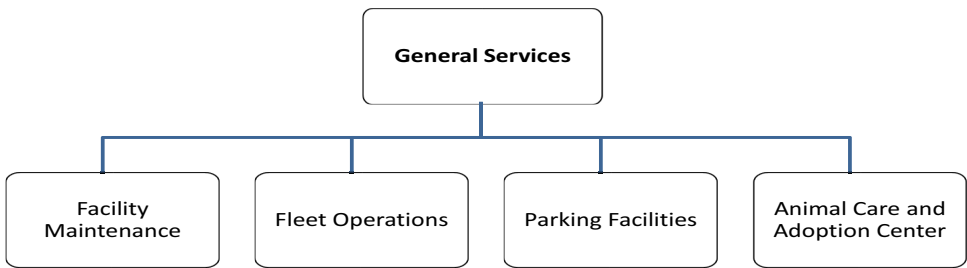 General Services
Facility
Maintenance
Fleet Operations
Parking Facilities
Animal Care and
Adoption Center